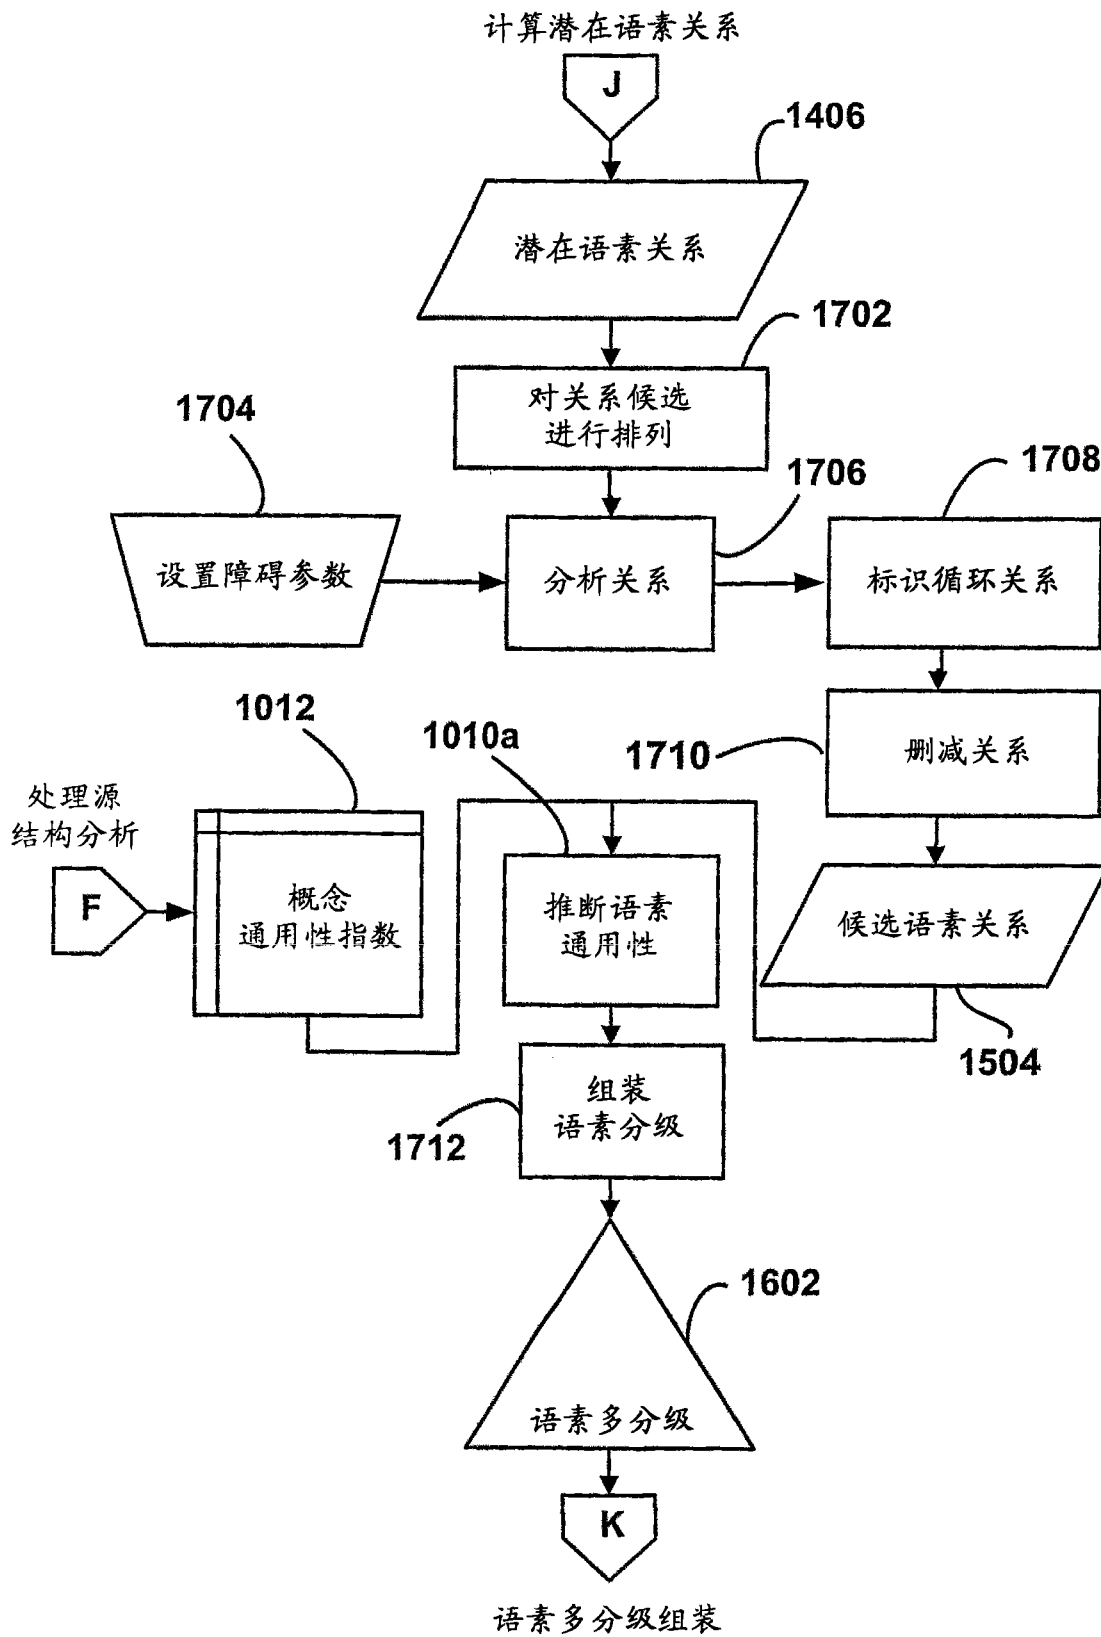 计算潜在语素关系
J
1406
潜在语素关系
1702
对关系候选
进行排列
1704
1706
1708
设置障碍参数
分析关系
标识循环关系
1012
1010a
1710
删减关系
处理源
结构分析
F
概念
通用性指数
推断语素
通用性
候选语素关系
1504
组装
语素分级
1712
1602
语素多分级
K
语素多分级组装